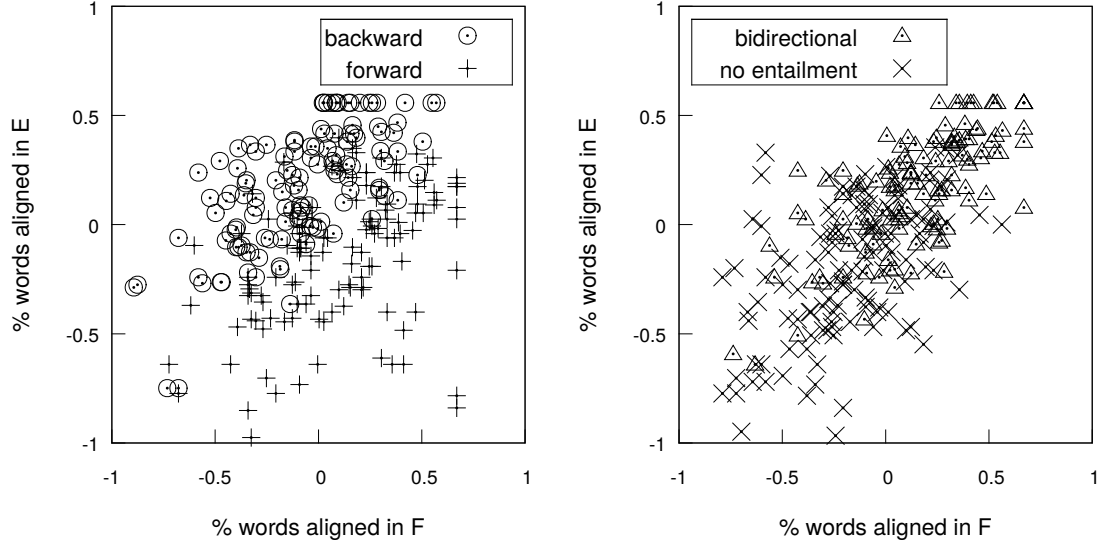 1
0.5
0
-0.5
-1
-1
-0.5
0
0.5
1
% words aligned in E
% words aligned in F
backward
forward
1
0.5
0
-0.5
-1
-1
-0.5
0
0.5
1
% words aligned in E
% words aligned in F
bidirectional
no entailment